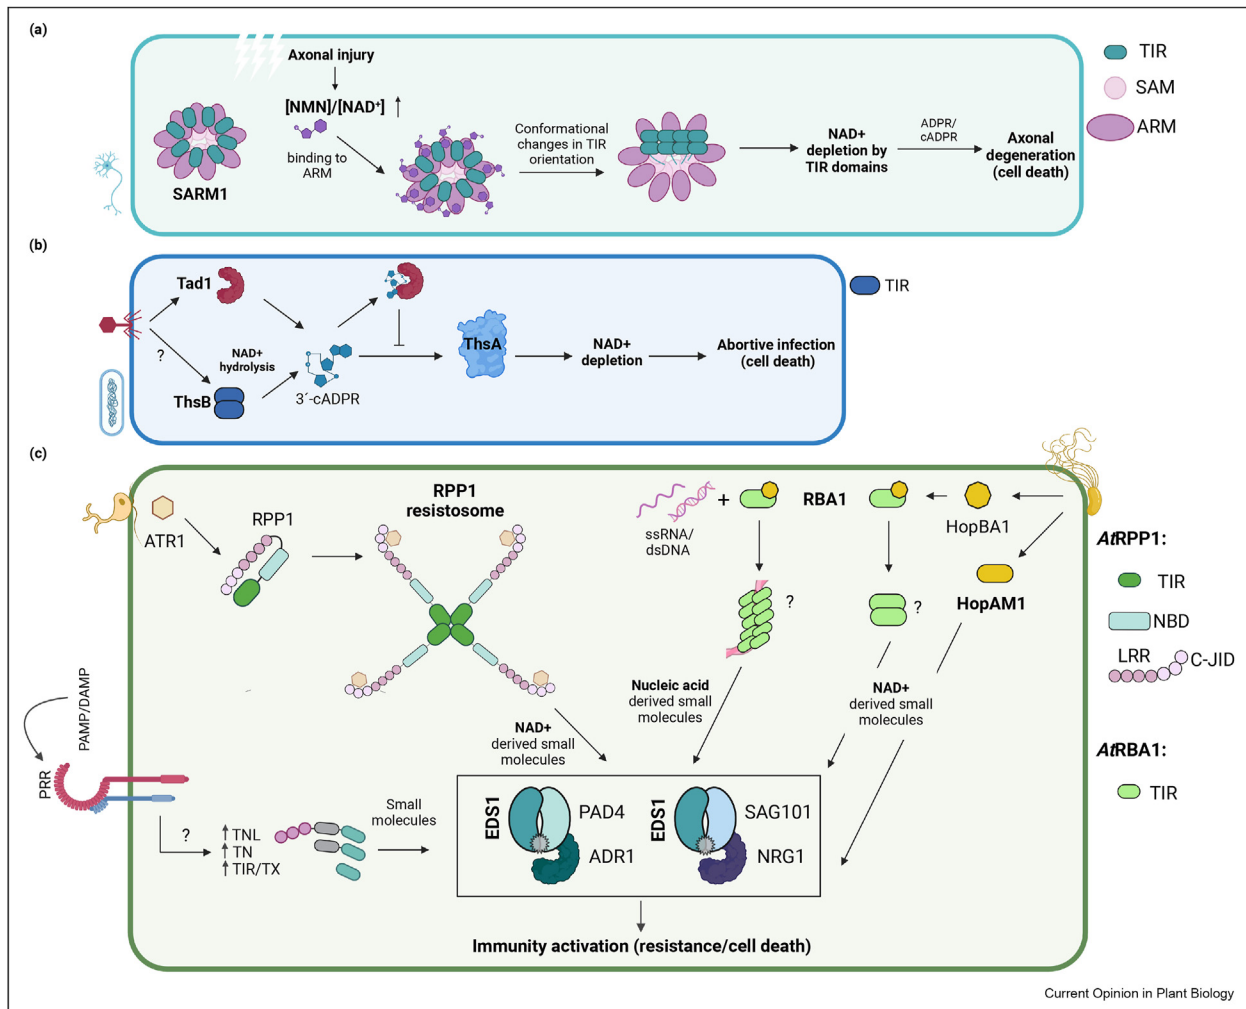 (a)
Axonal injury
[NMN]/[NAD+]
binding to
ARM
SARM1
Conformational
changes in TIR
orientation
NAD+
depletion by
TIR domains
ADPR/
cADPR
Axonal
degeneration
(cell death)
TIR
SAM
ARM
(b)
Tad1
?
NAD+
hydrolysis
ThsB
3´-cADPR
ThsA
NAD+
depletion
Abortive infection
(cell death)
TIR
(c)
ATR1
RPP1
RPP1
resistosome
ssRNA/
dsDNA
+
RBA1
HopBA1
HopAM1
?
?
NAD+
derived small
molecules
Nucleic acid
derived small
molecules
NAD+
derived small
molecules
PAMP/DAMP
PRR
?
TNL
TN
TIR/TX
Small
molecules
EDS1
PAD4
ADR1
EDS1
SAG101
NRG1
Immunity activation (resistance/cell death)
AtRPP1:
TIR
NBD
LRR
C-JID
AtRBA1:
TIR
Current Opinion in Plant Biology